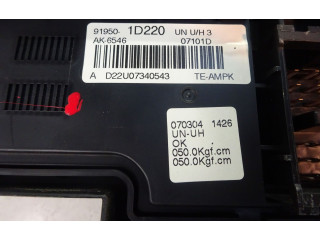 91950- 1D220 UN U/H 3
AK-6546 07101D
A D22U07340543 TE-AMPK
070304 1426
UN-UH
OK .
050.0Kgf.cm
050.0Kgf.cm